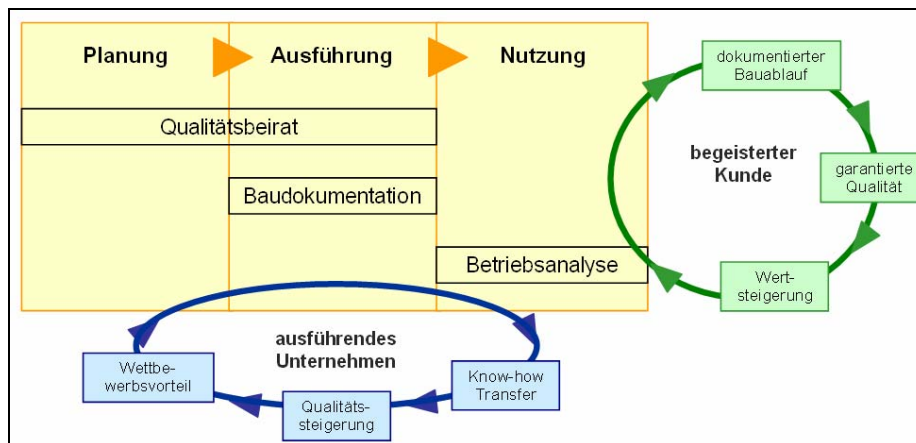 Planung
Ausführung
Nutzung
Qualitätsbeirat
Baudokumentation
Betriebsanalyse
dokumentierter
Bauablauf
begeisterter
Kunde
garantierte
Qualität
Wert-
steigerung
ausführendes
Unternehmen
Wettbe-
werbsvorteil
Know-how
Transfer
Qualitäts-
steigerung